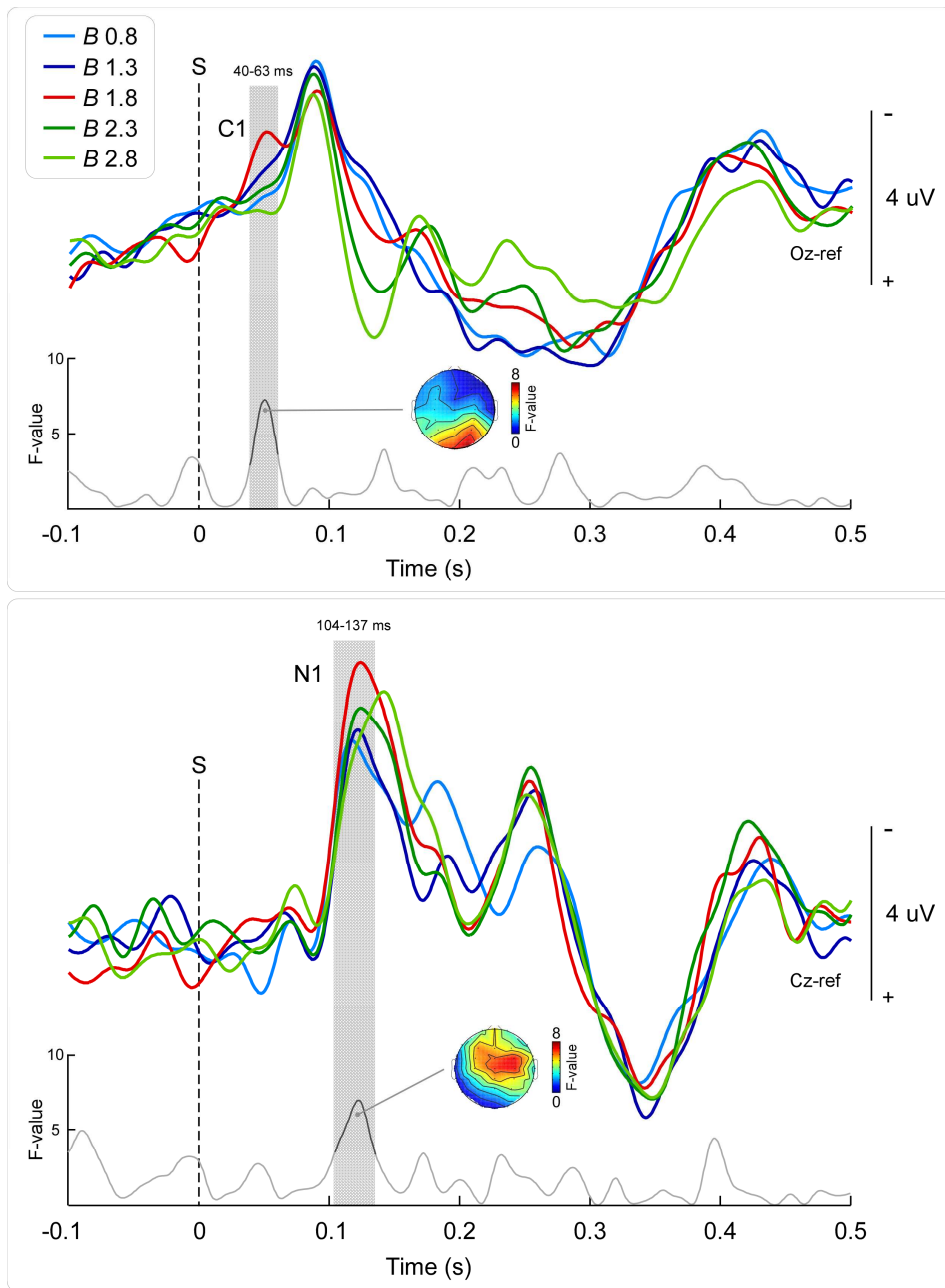 B 0.8
B 1.3
B 1.8
B 2.3
B 2.8
S
40-63 ms
C1
-
4 uV
+
Oz-ref
10
5
F-value
8
0
F-value
-0.1 0 0.1 0.2 0.3 0.4 0.5
Time (s)
104-137 ms
N1
S
-
4 uV
+
Cz-ref
10
5
F-value
8
0
F-value
-0.1 0 0.1 0.2 0.3 0.4 0.5
Time (s)